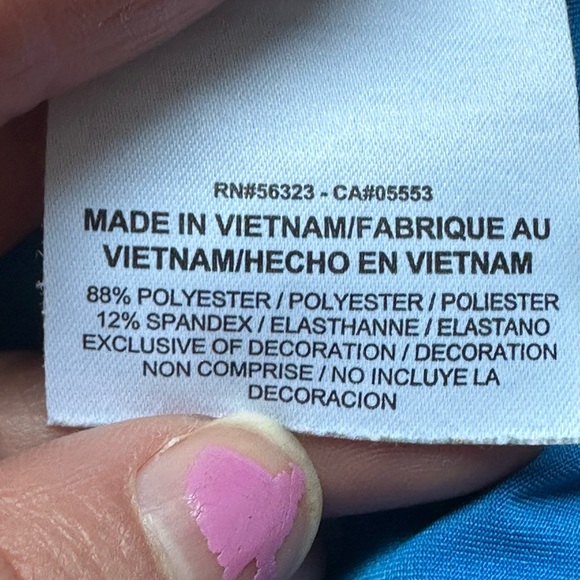 RN#56323 - CA#05553
MADE IN VIETNAM/FABRIQUE AU
VIETNAM/HECHO EN VIETNAM
88% POLYESTER / POLYESTER / POLIESTER
12% SPANDEX / ELASTHANNE / ELASTANO
EXCLUSIVE OF DECORATION / DECORATION
NON COMPRISE / NO INCLUYE LA
DECORACION